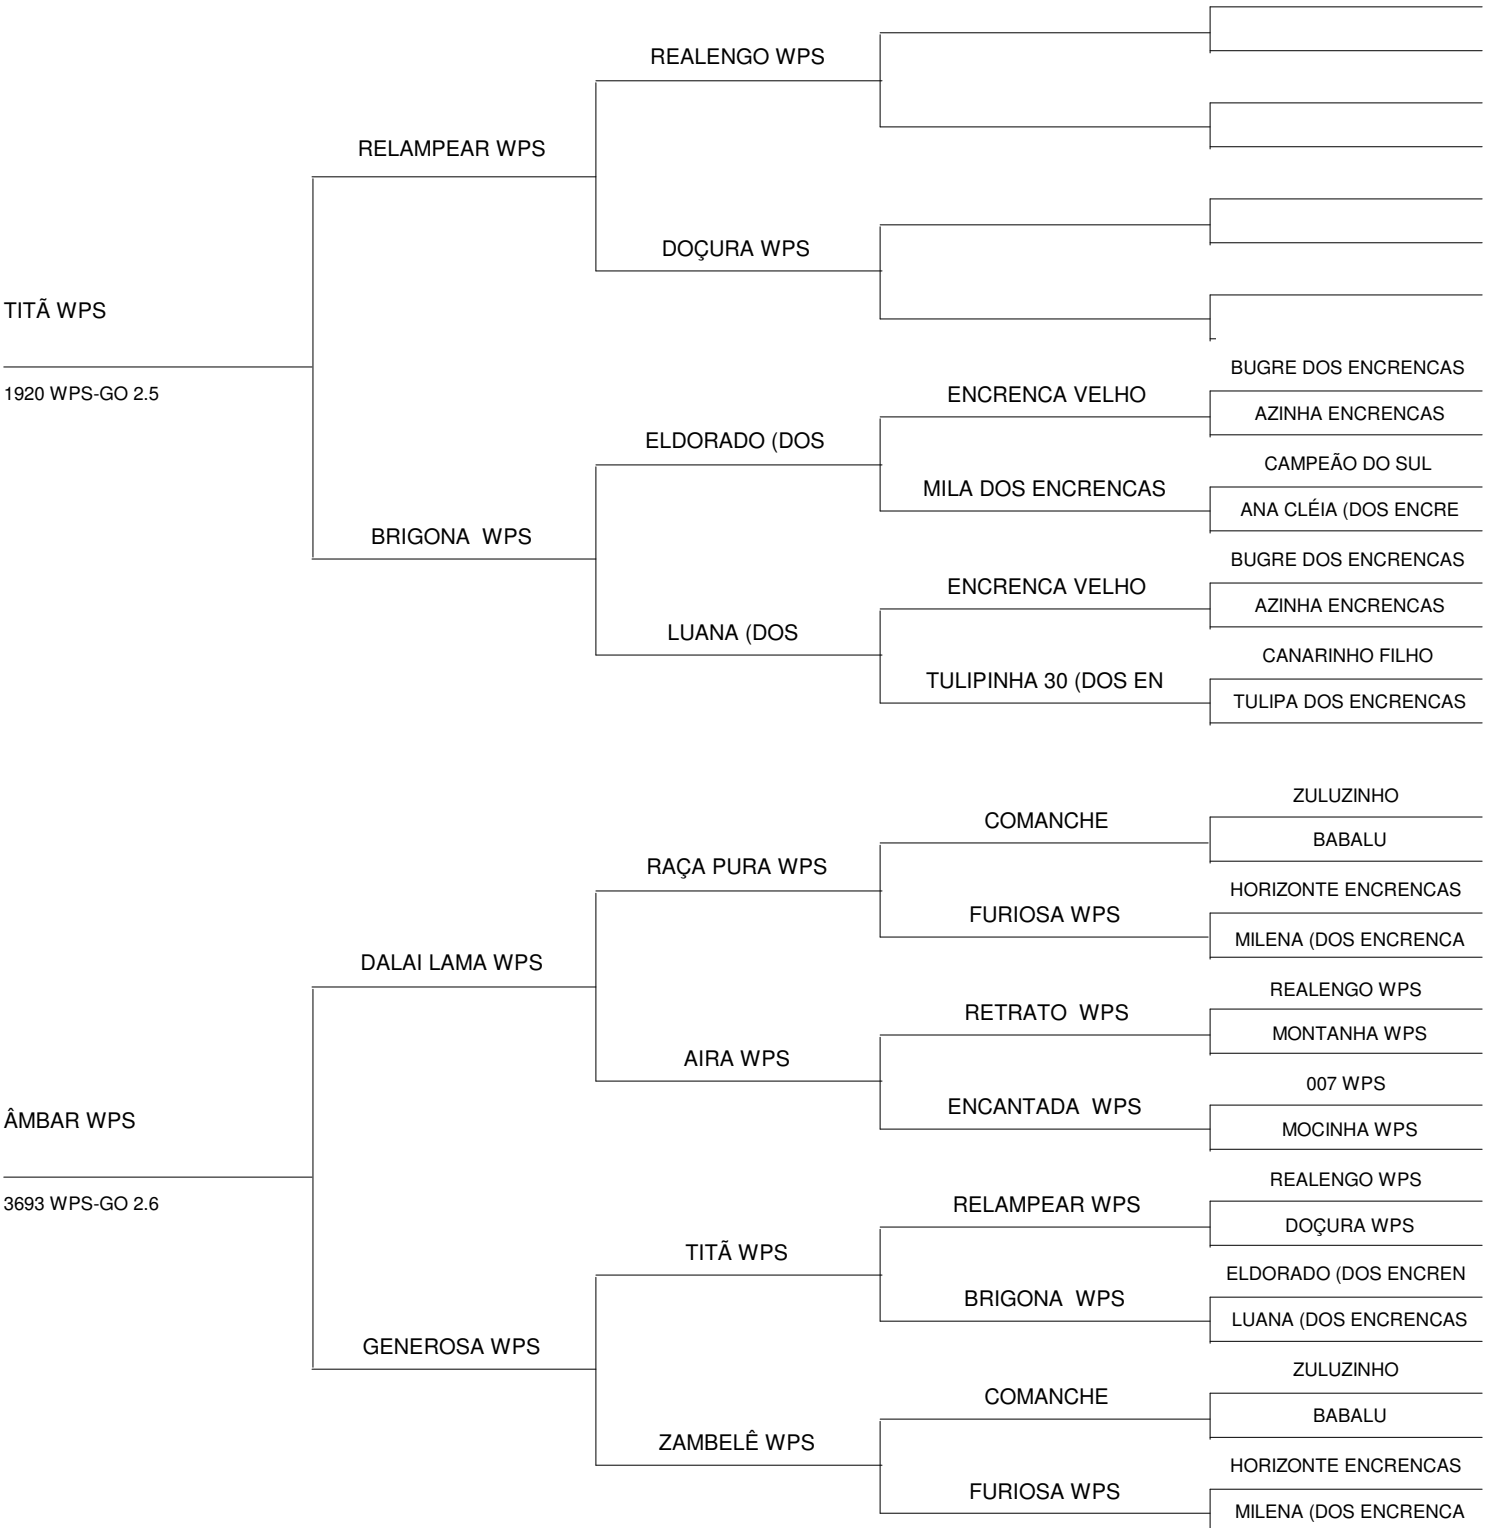 REALENGO WPS
RELAMPEAR WPS
DOÇURA WPS
TITÃ WPS
1920 WPS-GO 2.5
BUGRE DOS ENCRENCAS
ENCRENCA VELHO
AZINHA ENCRENCAS
ELDORADO (DOS
CAMPEÃO DO SUL
MILA DOS ENCRENCAS
ANA CLÉIA (DOS ENCRE
BRIGONA  WPS
BUGRE DOS ENCRENCAS
ENCRENCA VELHO
AZINHA ENCRENCAS
LUANA (DOS
CANARINHO FILHO
TULIPINHA 30 (DOS EN
TULIPA DOS ENCRENCAS
ZULUZINHO
COMANCHE
BABALU
RAÇA PURA WPS
HORIZONTE ENCRENCAS
FURIOSA WPS
MILENA (DOS ENCRENCA
DALAI LAMA WPS
REALENGO WPS
RETRATO  WPS
MONTANHA WPS
AIRA WPS
007 WPS
ENCANTADA  WPS
MOCINHA WPS
ÂMBAR WPS
3693 WPS-GO 2.6
REALENGO WPS
RELAMPEAR WPS
DOÇURA WPS
TITÃ WPS
ELDORADO (DOS ENCREN
BRIGONA  WPS
LUANA (DOS ENCRENCAS
GENEROSA WPS
ZULUZINHO
COMANCHE
BABALU
ZAMBELÊ WPS
HORIZONTE ENCRENCAS
FURIOSA WPS
MILENA (DOS ENCRENCA